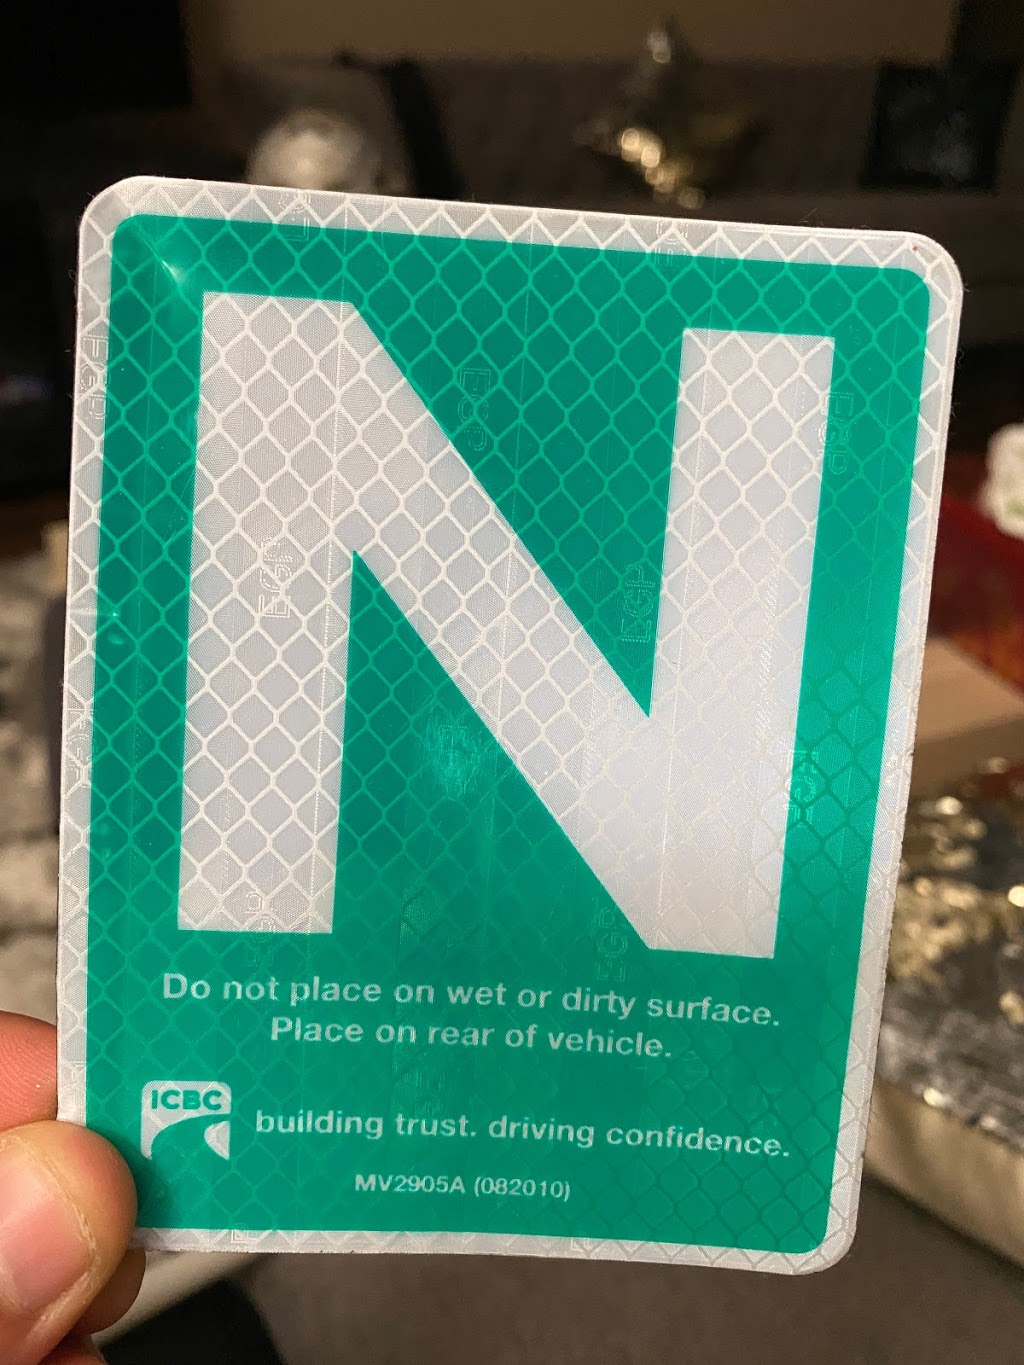 N
Do not place on wet or dirty surface.
Place on rear of vehicle.
ICBC
building trust. driving confidence.
MV2905A (082010)